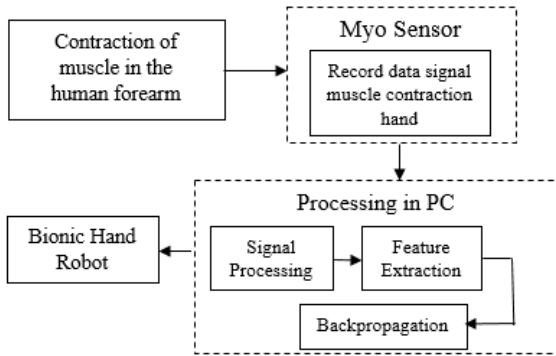 Contraction of
muscle in the
human forearm
Myo Sensor
Record data signal
muscle contraction
hand
Processing in PC
Signal
Processing
Feature
Extraction
Backpropagation
Bionic Hand
Robot